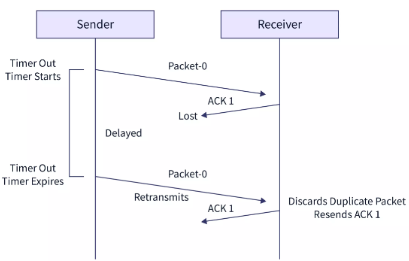 Sender
Receiver
Timer Out
Timer Starts
Packet-0
ACK 1
Lost
Delayed
Timer Out
Timer Expires
Packet-0
Retransmits
ACK 1
Discards Duplicate Packet
Resends ACK 1